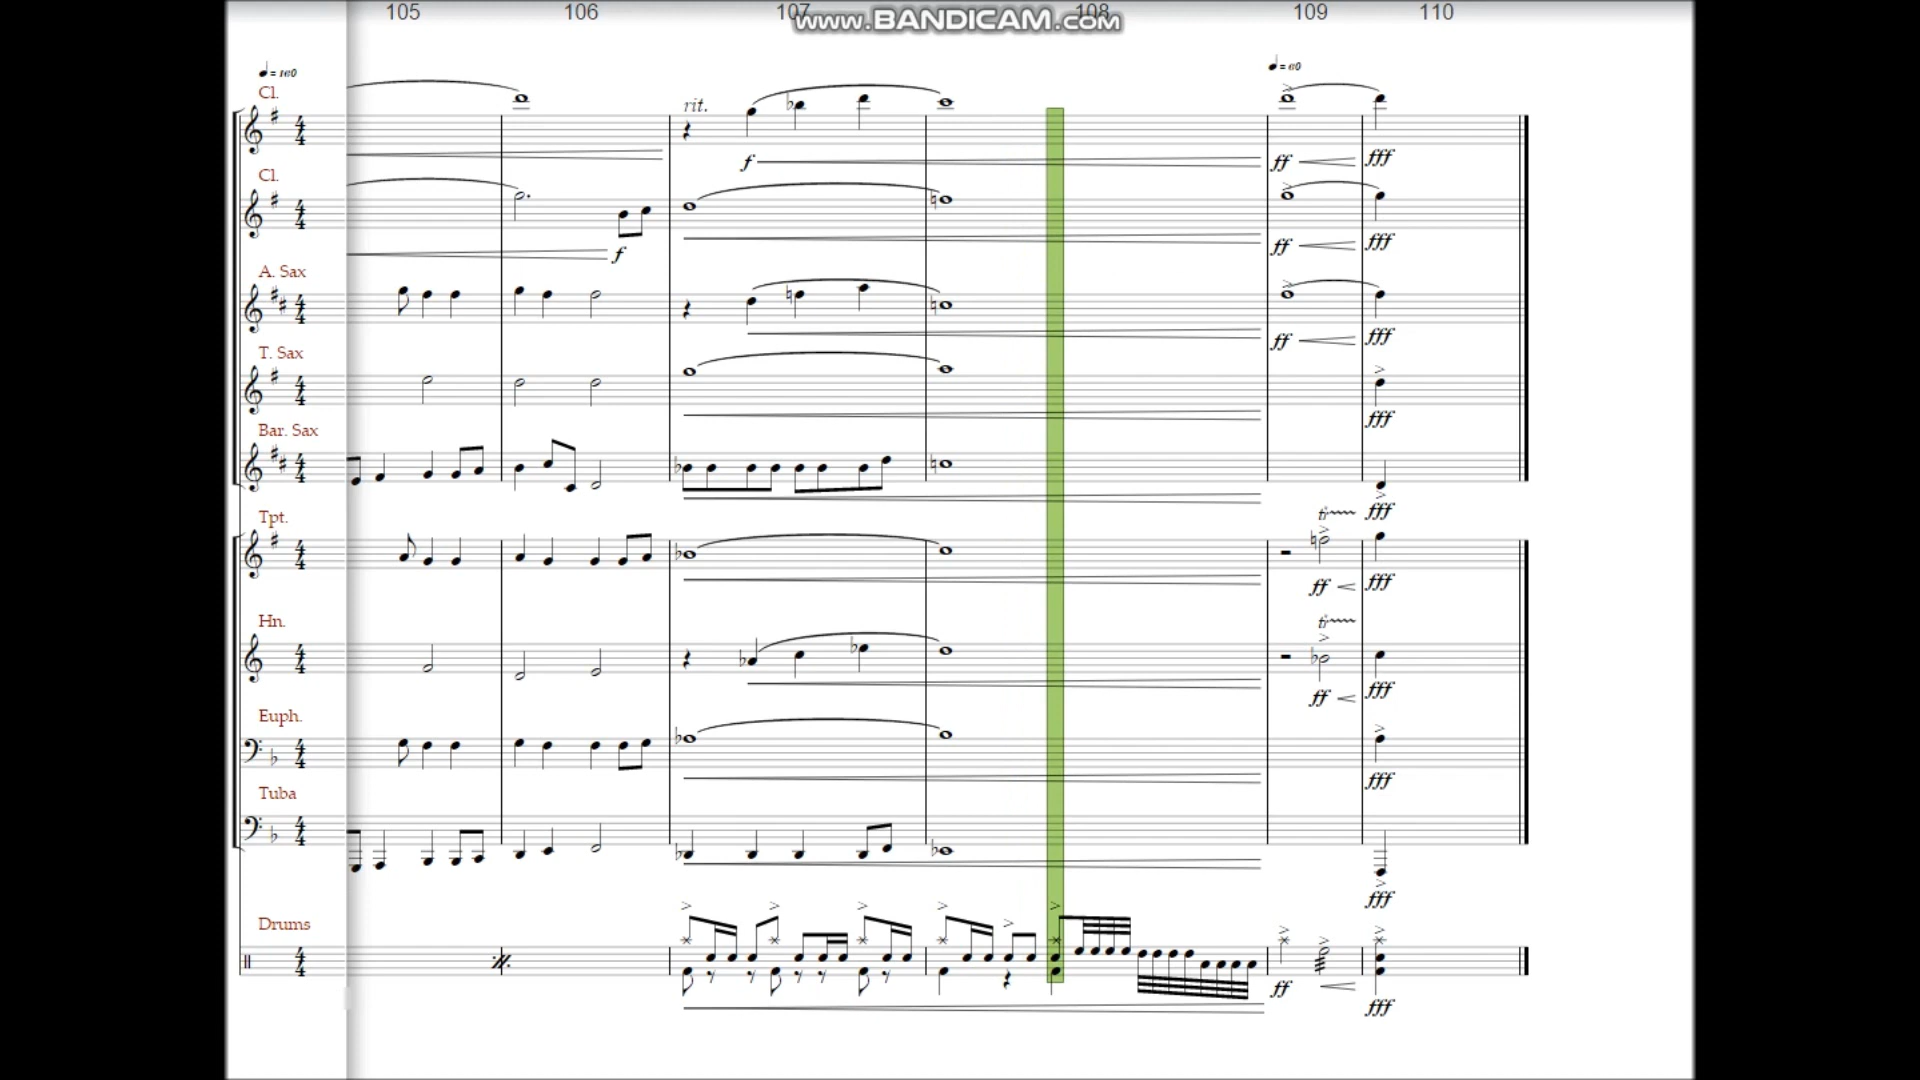 105 106 107 108 109 110
www.BANDICAM.com
♩ = 160
♩ = 60
Cl.
rit.
f ff fff
Cl.
f ff fff
A. Sax
ff fff
T. Sax
fff
Bar. Sax
fff
Tpt.
tr
ff fff
Hn.
tr
ff fff
Euph.
fff
Tuba
fff
Drums
ff fff